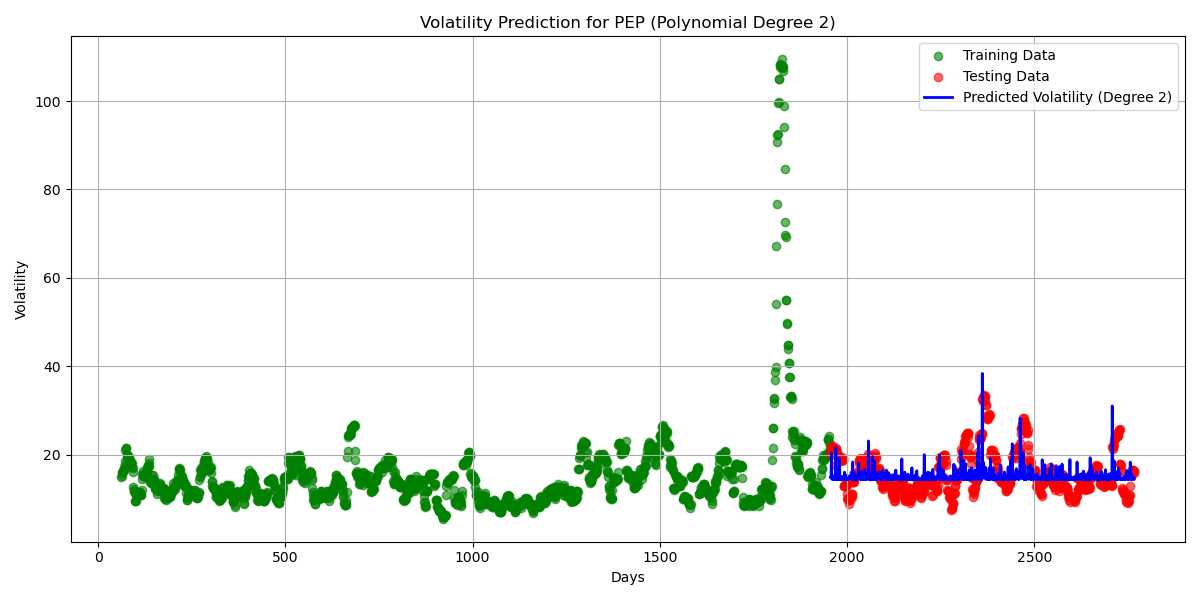 Volatility Prediction for PEP (Polynomial Degree 2)
Training Data
Testing Data
Predicted Volatility (Degree 2)
Volatility
100
80
60
40
20
0
500
1000
1500
2000
2500
Days